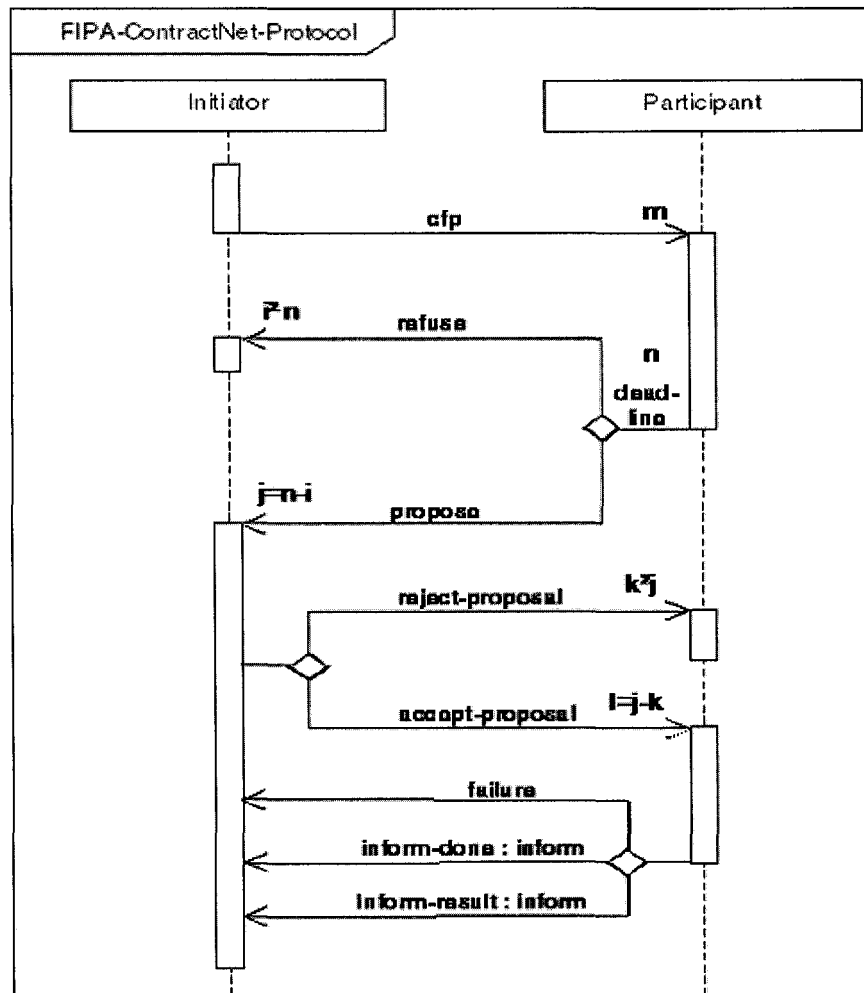 FIPA-ContractNet-Protocol
Initiator
Participant
cfp
m
refuse
n
dead-
line
j=n-i
propose
reject-proposal
accept-proposal
l=j-k
failure
inform-done : inform
inform-result : inform